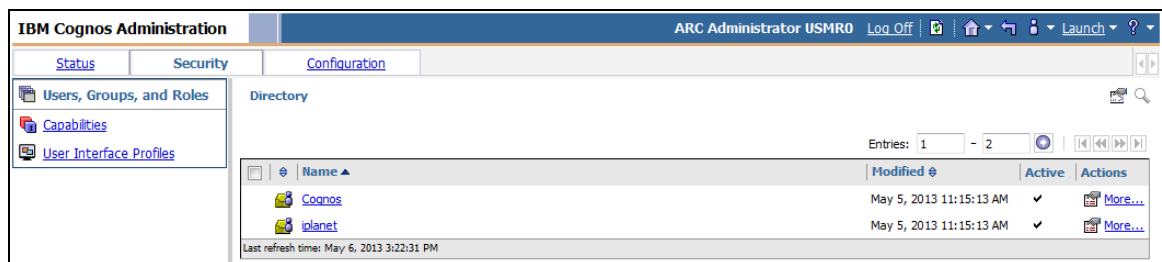 IBM Cognos Administration ARC Administrator USMR0 Log Off Launch ?
Status Security Configuration
Users, Groups, and Roles Directory
Capabilities
User Interface Profiles Entries: 1 - 2
Name Modified Active Actions
Cognos May 5, 2013 11:15:13 AM More...
iplanet May 5, 2013 11:15:13 AM More...
Last refresh time: May 6, 2013 3:22:31 PM